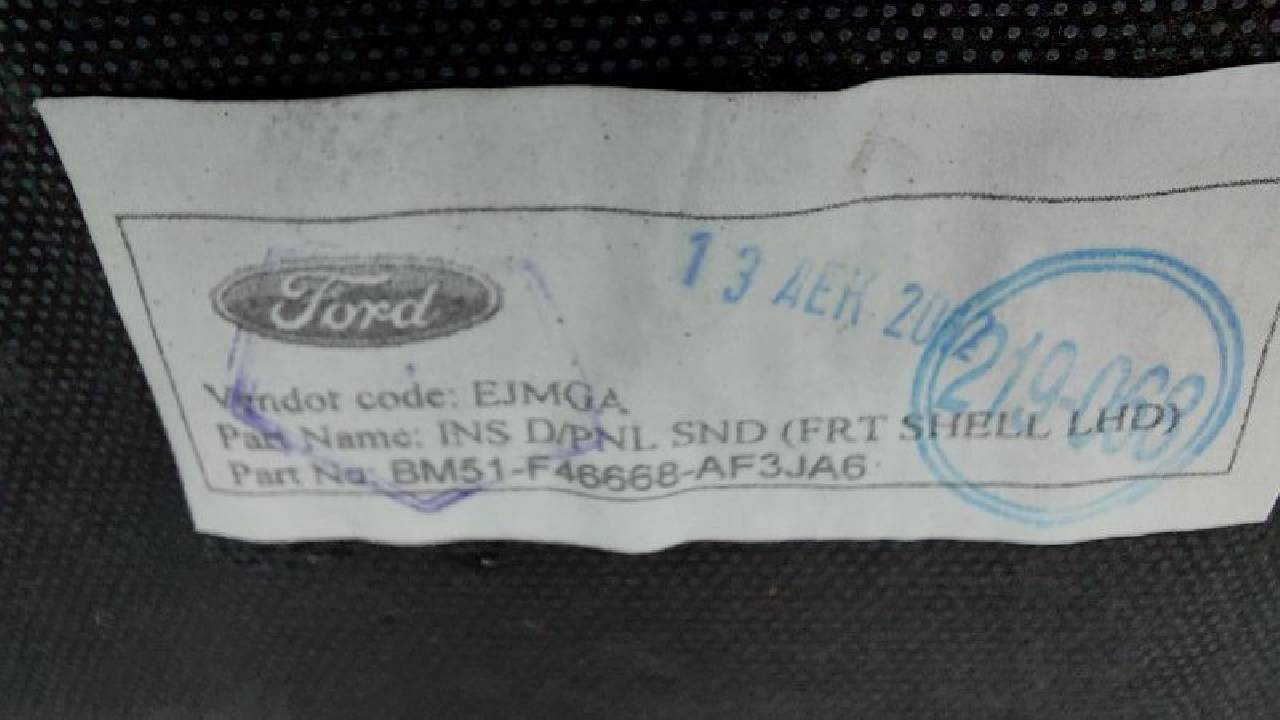 Ford
13 ДЕК 2012
219-068
Vendor code: EJMGA
Part Name: INS D/PNL SND (FRT SHELL LHD)
Part No: BM51-F46668-AF3JA6